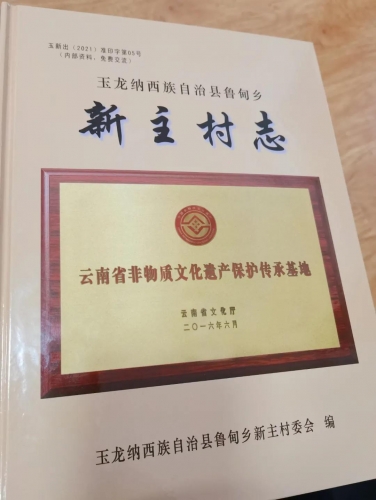 玉新出（2021）准印字第05号
（内部资料，免费交流）
玉龙纳西族自治县鲁甸乡
新主村志
云南省非物质文化遗产保护传承基地
云南省文化厅
二〇一六年六月
玉龙纳西族自治县鲁甸乡新主村委会 编